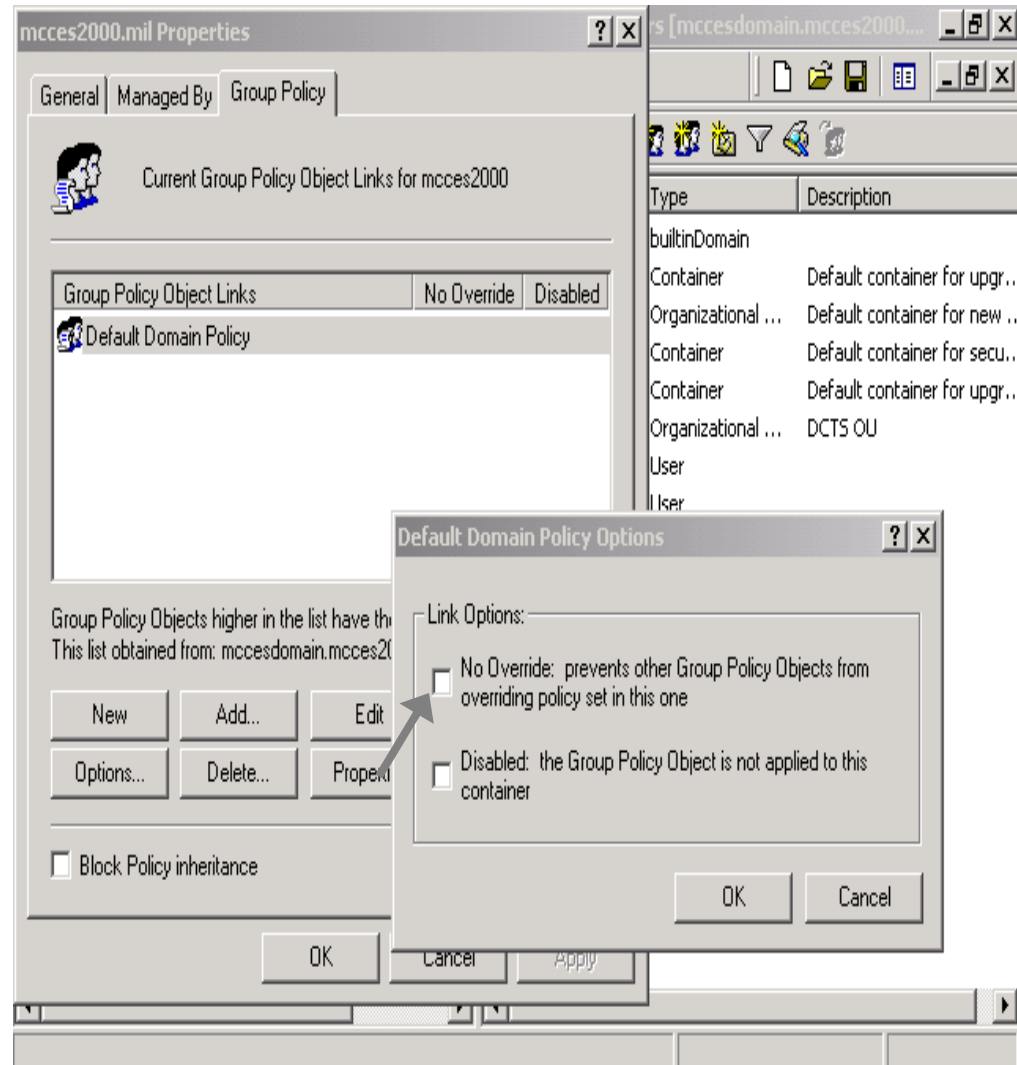 mcces2000.mil Properties
rs [mccesdomain.mcces2000....
General
Managed By
Group Policy
Current Group Policy Object Links for mcces2000
Group Policy Object Links
No Override
Disabled
Default Domain Policy
Type
Description
builtinDomain
Container
Default container for upgr..
Organizational ...
Default container for new ..
Container
Default container for secu..
Container
Default container for upgr..
Organizational ...
DCTS OU
User
User
Group Policy Objects higher in the list have the
This list obtained from: mccesdomain.mcces20
New
Add...
Edit
Options...
Delete...
Properti
Block Policy inheritance
OK
Cancel
Apply
Default Domain Policy Options
Link Options:
No Override: prevents other Group Policy Objects from
overriding policy set in this one
Disabled: the Group Policy Object is not applied to this
container
OK
Cancel